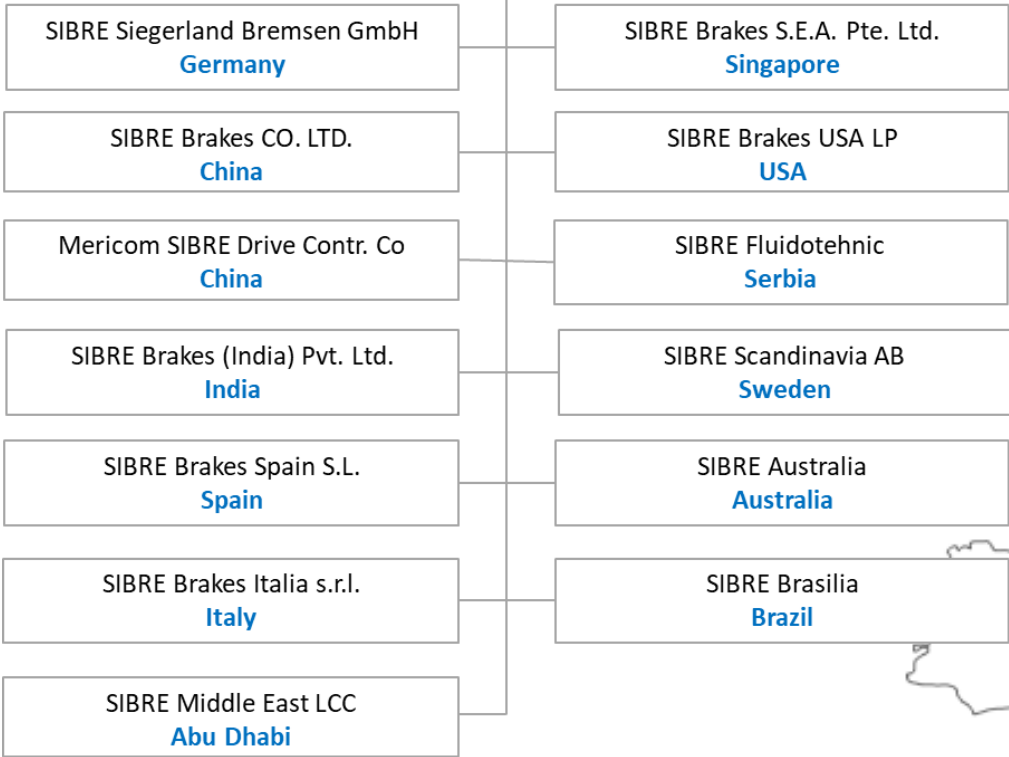 SIBRE Siegerland Bremsen GmbH
Germany
SIBRE Brakes S.E.A. Pte. Ltd.
Singapore
SIBRE Brakes CO. LTD.
China
SIBRE Brakes USA LP
USA
Mericom SIBRE Drive Contr. Co
China
SIBRE Fluidotehnic
Serbia
SIBRE Brakes (India) Pvt. Ltd.
India
SIBRE Scandinavia AB
Sweden
SIBRE Brakes Spain S.L.
Spain
SIBRE Australia
Australia
SIBRE Brakes Italia s.r.l.
Italy
SIBRE Brasilia
Brazil
SIBRE Middle East LCC
Abu Dhabi